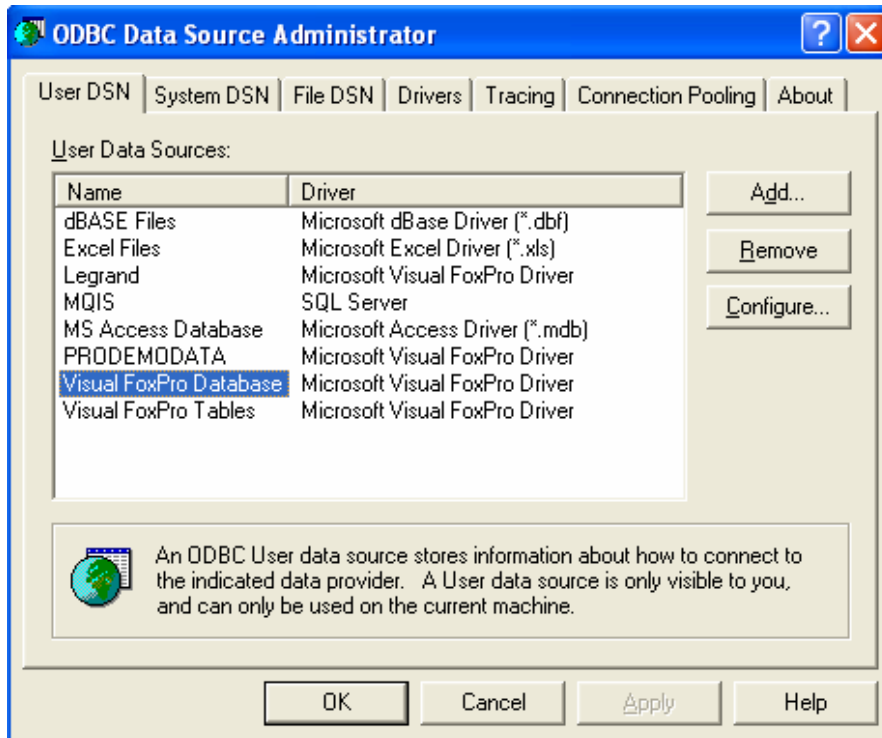 ODBC Data Source Administrator
User DSN System DSN File DSN Drivers Tracing Connection Pooling About
User Data Sources:
Name Driver
dBASE Files Microsoft dBase Driver (*.dbf)
Excel Files Microsoft Excel Driver (*.xls)
Legrand Microsoft Visual FoxPro Driver
MQIS SQL Server
MS Access Database Microsoft Access Driver (*.mdb)
PRODEMODATA Microsoft Visual FoxPro Driver
Visual FoxPro Database Microsoft Visual FoxPro Driver
Visual FoxPro Tables Microsoft Visual FoxPro Driver
Add...
Remove
Configure...
An ODBC User data source stores information about how to connect to
the indicated data provider. A User data source is only visible to you,
and can only be used on the current machine.
OK Cancel Apply Help